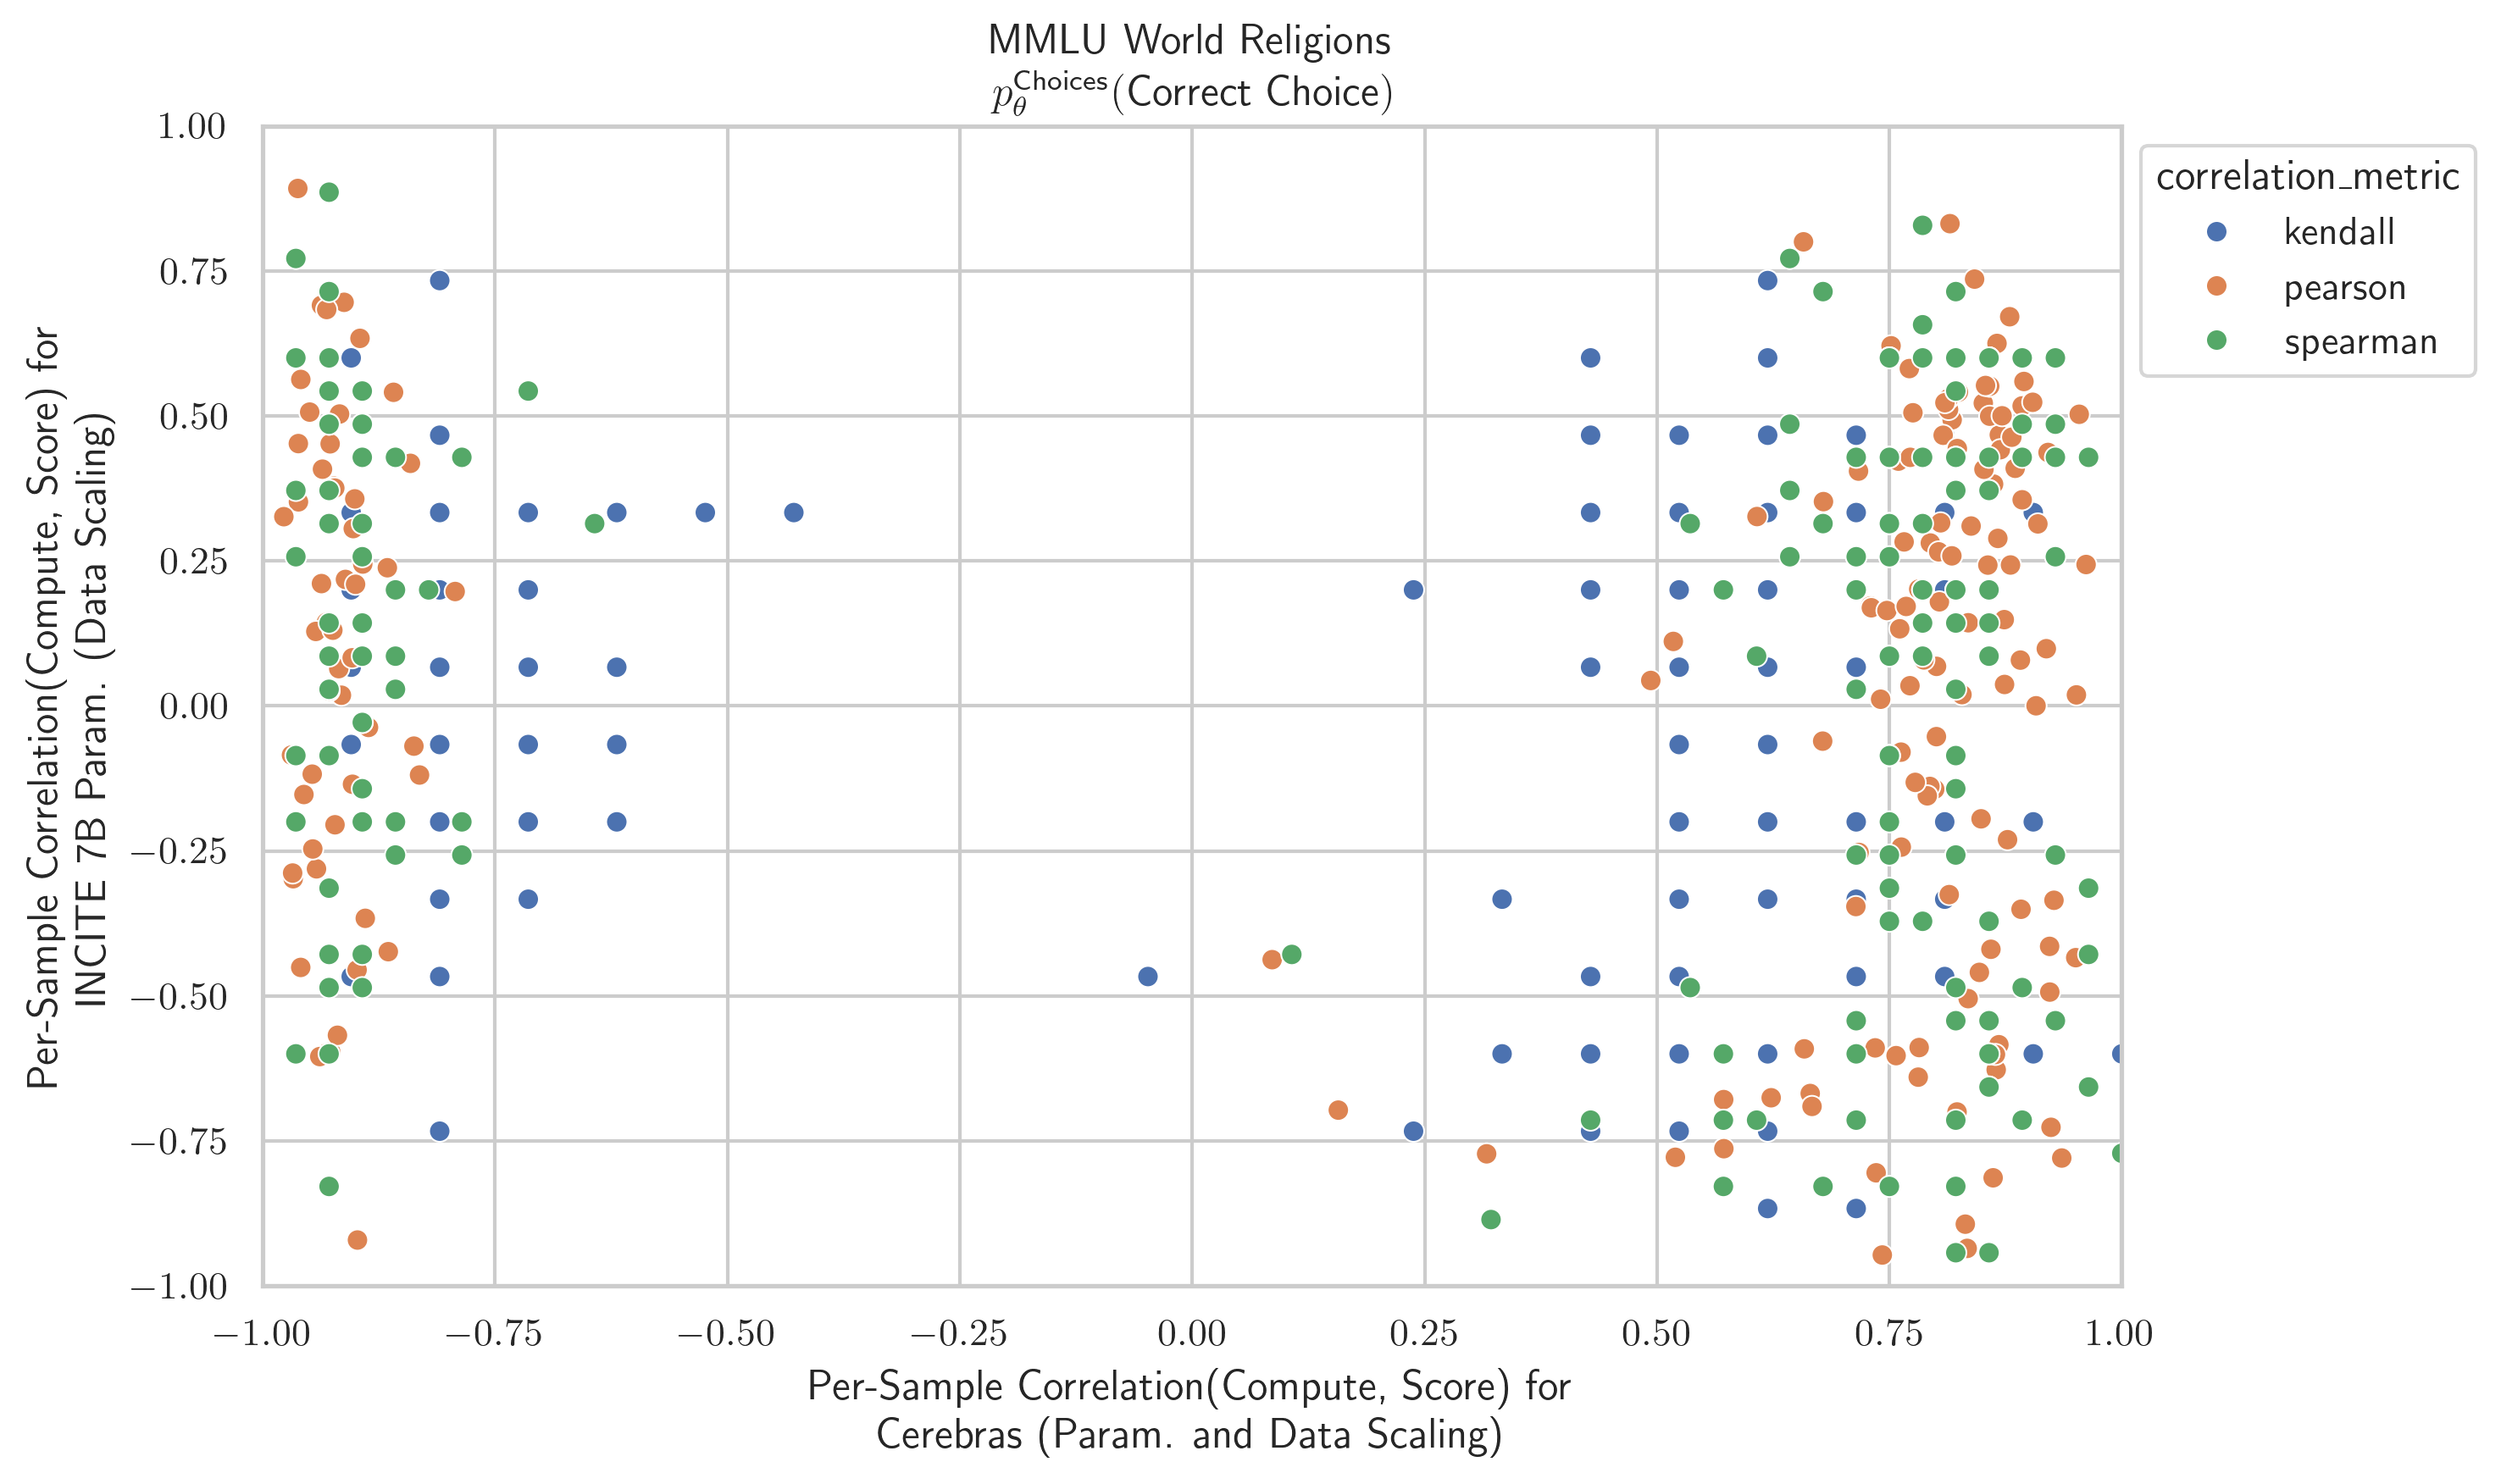 MMLU World Religions
p_θ^Choices(Correct Choice)
1.00
0.75
0.50
0.25
0.00
−0.25
−0.50
−0.75
−1.00
Per-Sample Correlation(Compute, Score) for
INCITE 7B Param. (Data Scaling)
correlation_metric
kendall
pearson
spearman
−1.00 −0.75 −0.50 −0.25 0.00 0.25 0.50 0.75 1.00
Per-Sample Correlation(Compute, Score) for
Cerebras (Param. and Data Scaling)